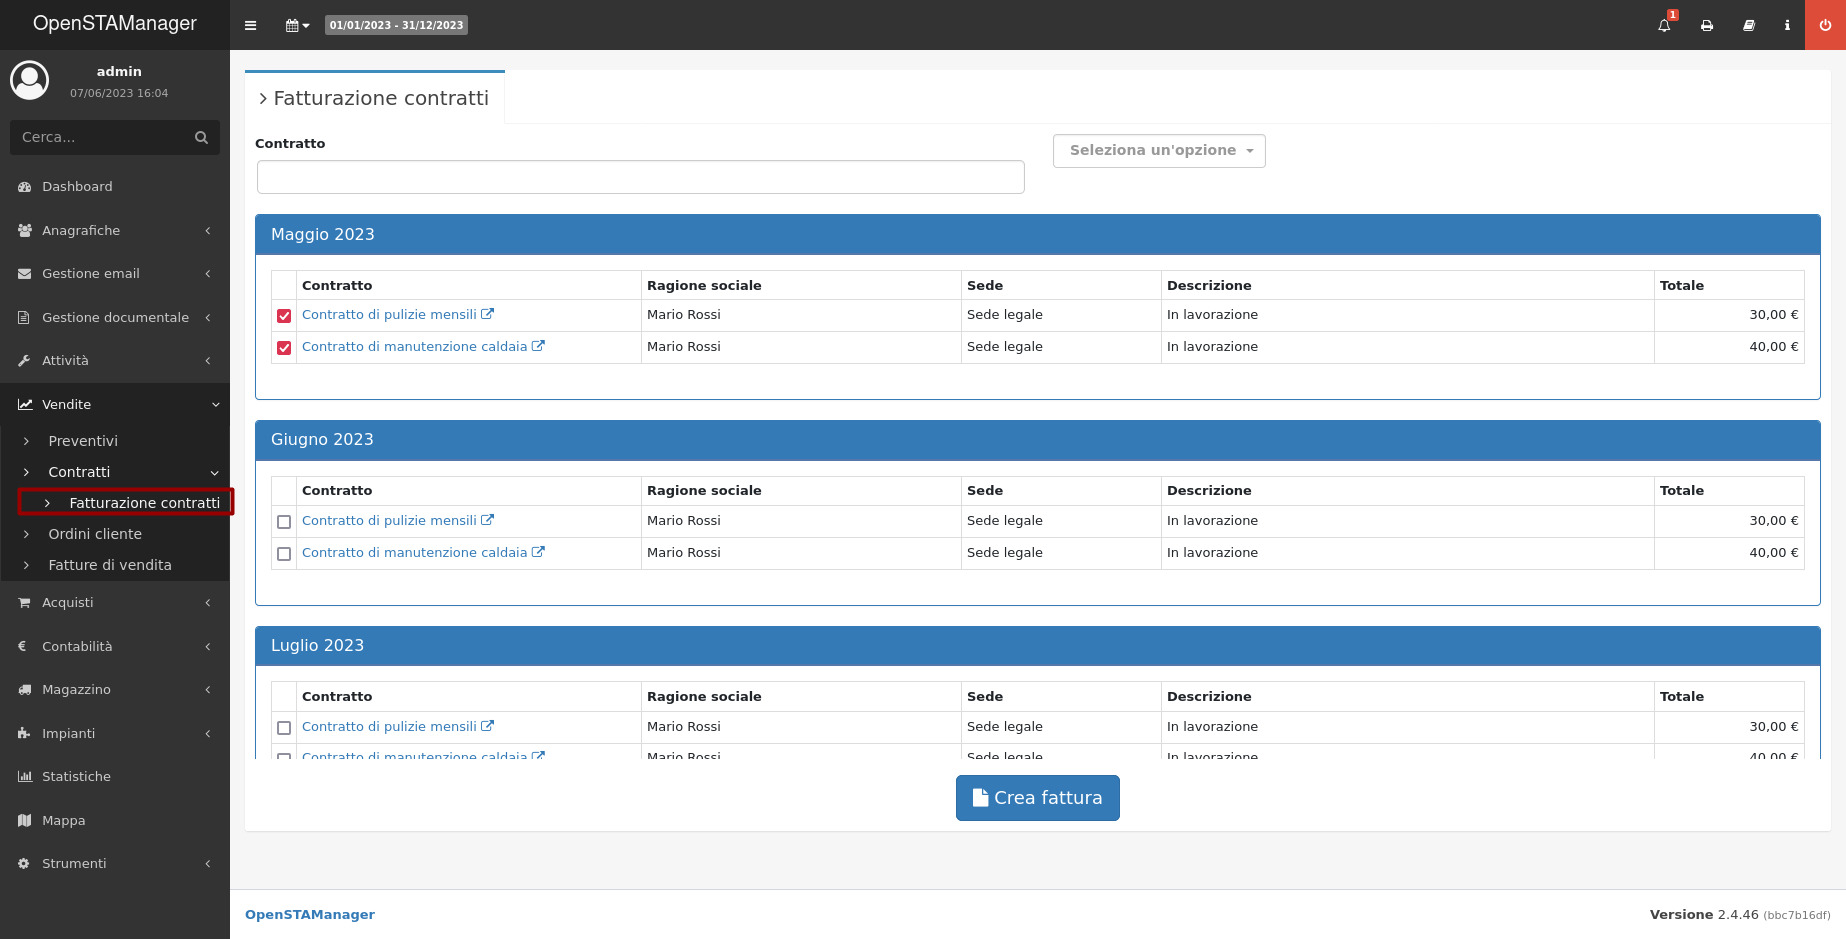 OpenSTAManager
01/01/2023 - 31/12/2023
1
admin
07/06/2023 16:04
Cerca...
Dashboard
Anagrafiche
Gestione email
Gestione documentale
Attività
Vendite
Preventivi
Contratti
Fatturazione contratti
Ordini cliente
Fatture di vendita
Acquisti
Contabilità
Magazzino
Impianti
Statistiche
Mappa
Strumenti
Fatturazione contratti
Contratto
Seleziona un'opzione
Maggio 2023
Contratto Ragione sociale Sede Descrizione Totale
Contratto di pulizie mensili Mario Rossi Sede legale In lavorazione 30,00 €
Contratto di manutenzione caldaia Mario Rossi Sede legale In lavorazione 40,00 €
Giugno 2023
Contratto Ragione sociale Sede Descrizione Totale
Contratto di pulizie mensili Mario Rossi Sede legale In lavorazione 30,00 €
Contratto di manutenzione caldaia Mario Rossi Sede legale In lavorazione 40,00 €
Luglio 2023
Contratto Ragione sociale Sede Descrizione Totale
Contratto di pulizie mensili Mario Rossi Sede legale In lavorazione 30,00 €
Contratto di manutenzione caldaia Mario Rossi Sede legale In lavorazione 40,00 €
Crea fattura
OpenSTAManager
Versione 2.4.46 (bbc7b16df)